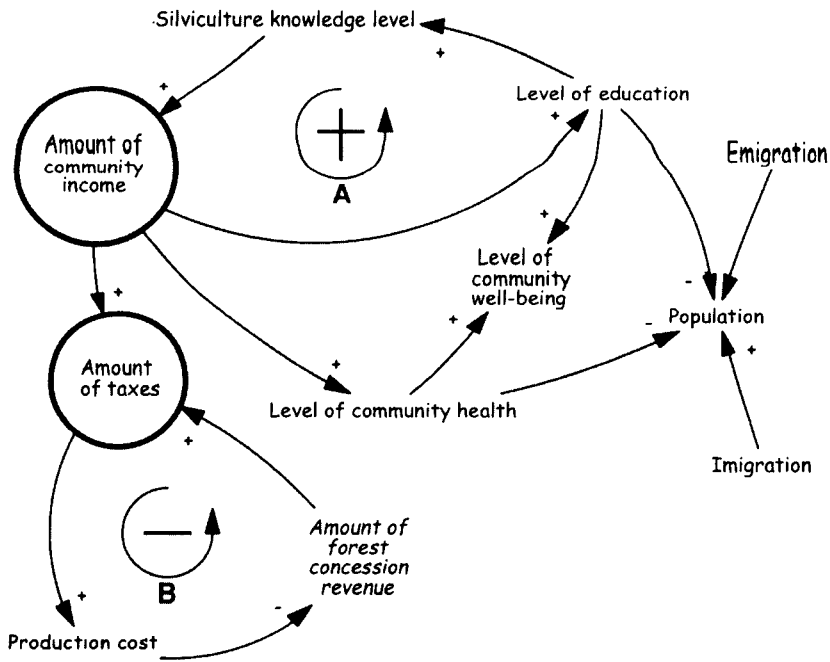 Silviculture knowledge level
+
+
Level of education
+
Amount of
community
income
+
A
Emigration
+
Level of
community
well-being
-
+
+
Population
-
+
+
Amount
of taxes
Level of community health
+
Imigration
Amount of
forest
concession
revenue
-
B
+
-
Production cost